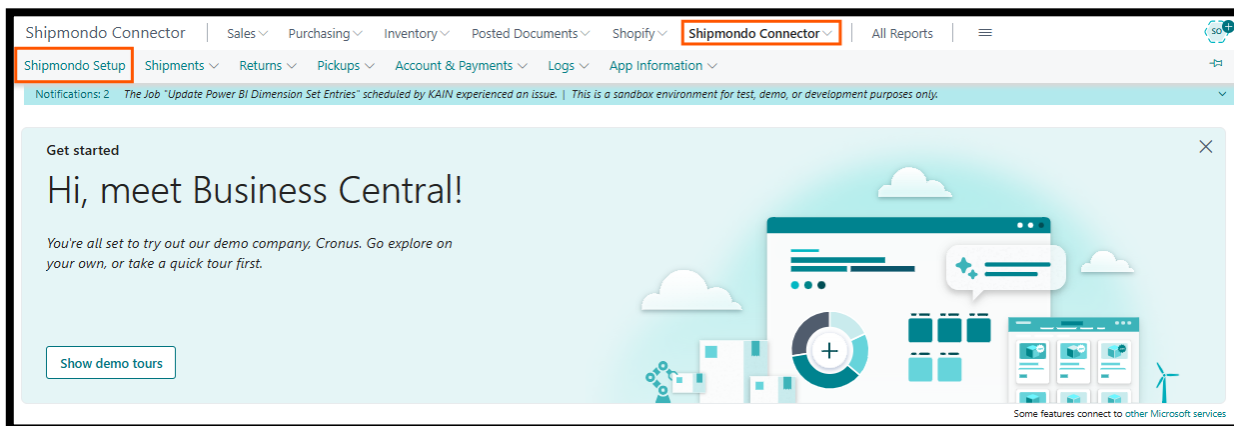 Shipmondo Connector Sales Purchasing Inventory Posted Documents Shopify Shipmondo Connector All Reports SO
Shipmondo Setup Shipments Returns Pickups Account & Payments Logs App Information
Notifications: 2 The Job "Update Power BI Dimension Set Entries" scheduled by KAIN experienced an issue. | This is a sandbox environment for test, demo, or development purposes only.
Get started
Hi, meet Business Central!
You're all set to try out our demo company, Cronus. Go explore on
your own, or take a quick tour first.
Show demo tours
Some features connect to other Microsoft services